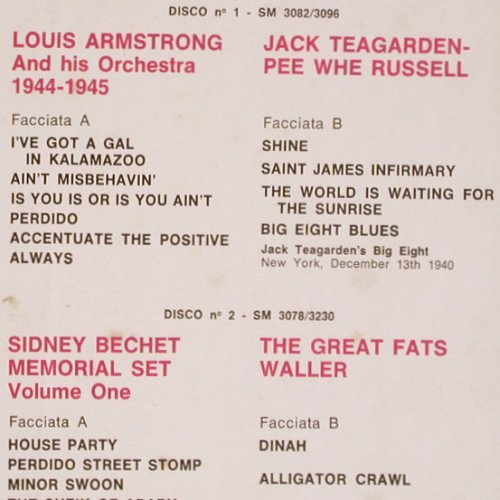 DISCO nº 1 - SM 3082/3096
LOUIS ARMSTRONG
And his Orchestra
1944-1945
Facciata A
I'VE GOT A GAL
IN KALAMAZOO
AIN'T MISBEHAVIN'
IS YOU IS OR IS YOU AIN'T
PERDIDO
ACCENTUATE THE POSITIVE
ALWAYS
JACK TEAGARDEN-
PEE WHE RUSSELL
Facciata B
SHINE
SAINT JAMES INFIRMARY
THE WORLD IS WAITING FOR
THE SUNRISE
BIG EIGHT BLUES
Jack Teagarden's Big Eight
New York, December 13th 1940
DISCO nº 2 - SM 3078/3230
SIDNEY BECHET
MEMORIAL SET
Volume One
Facciata A
HOUSE PARTY
PERDIDO STREET STOMP
MINOR SWOON
THE GREAT FATS
WALLER
Facciata B
DINAH
ALLIGATOR CRAWL